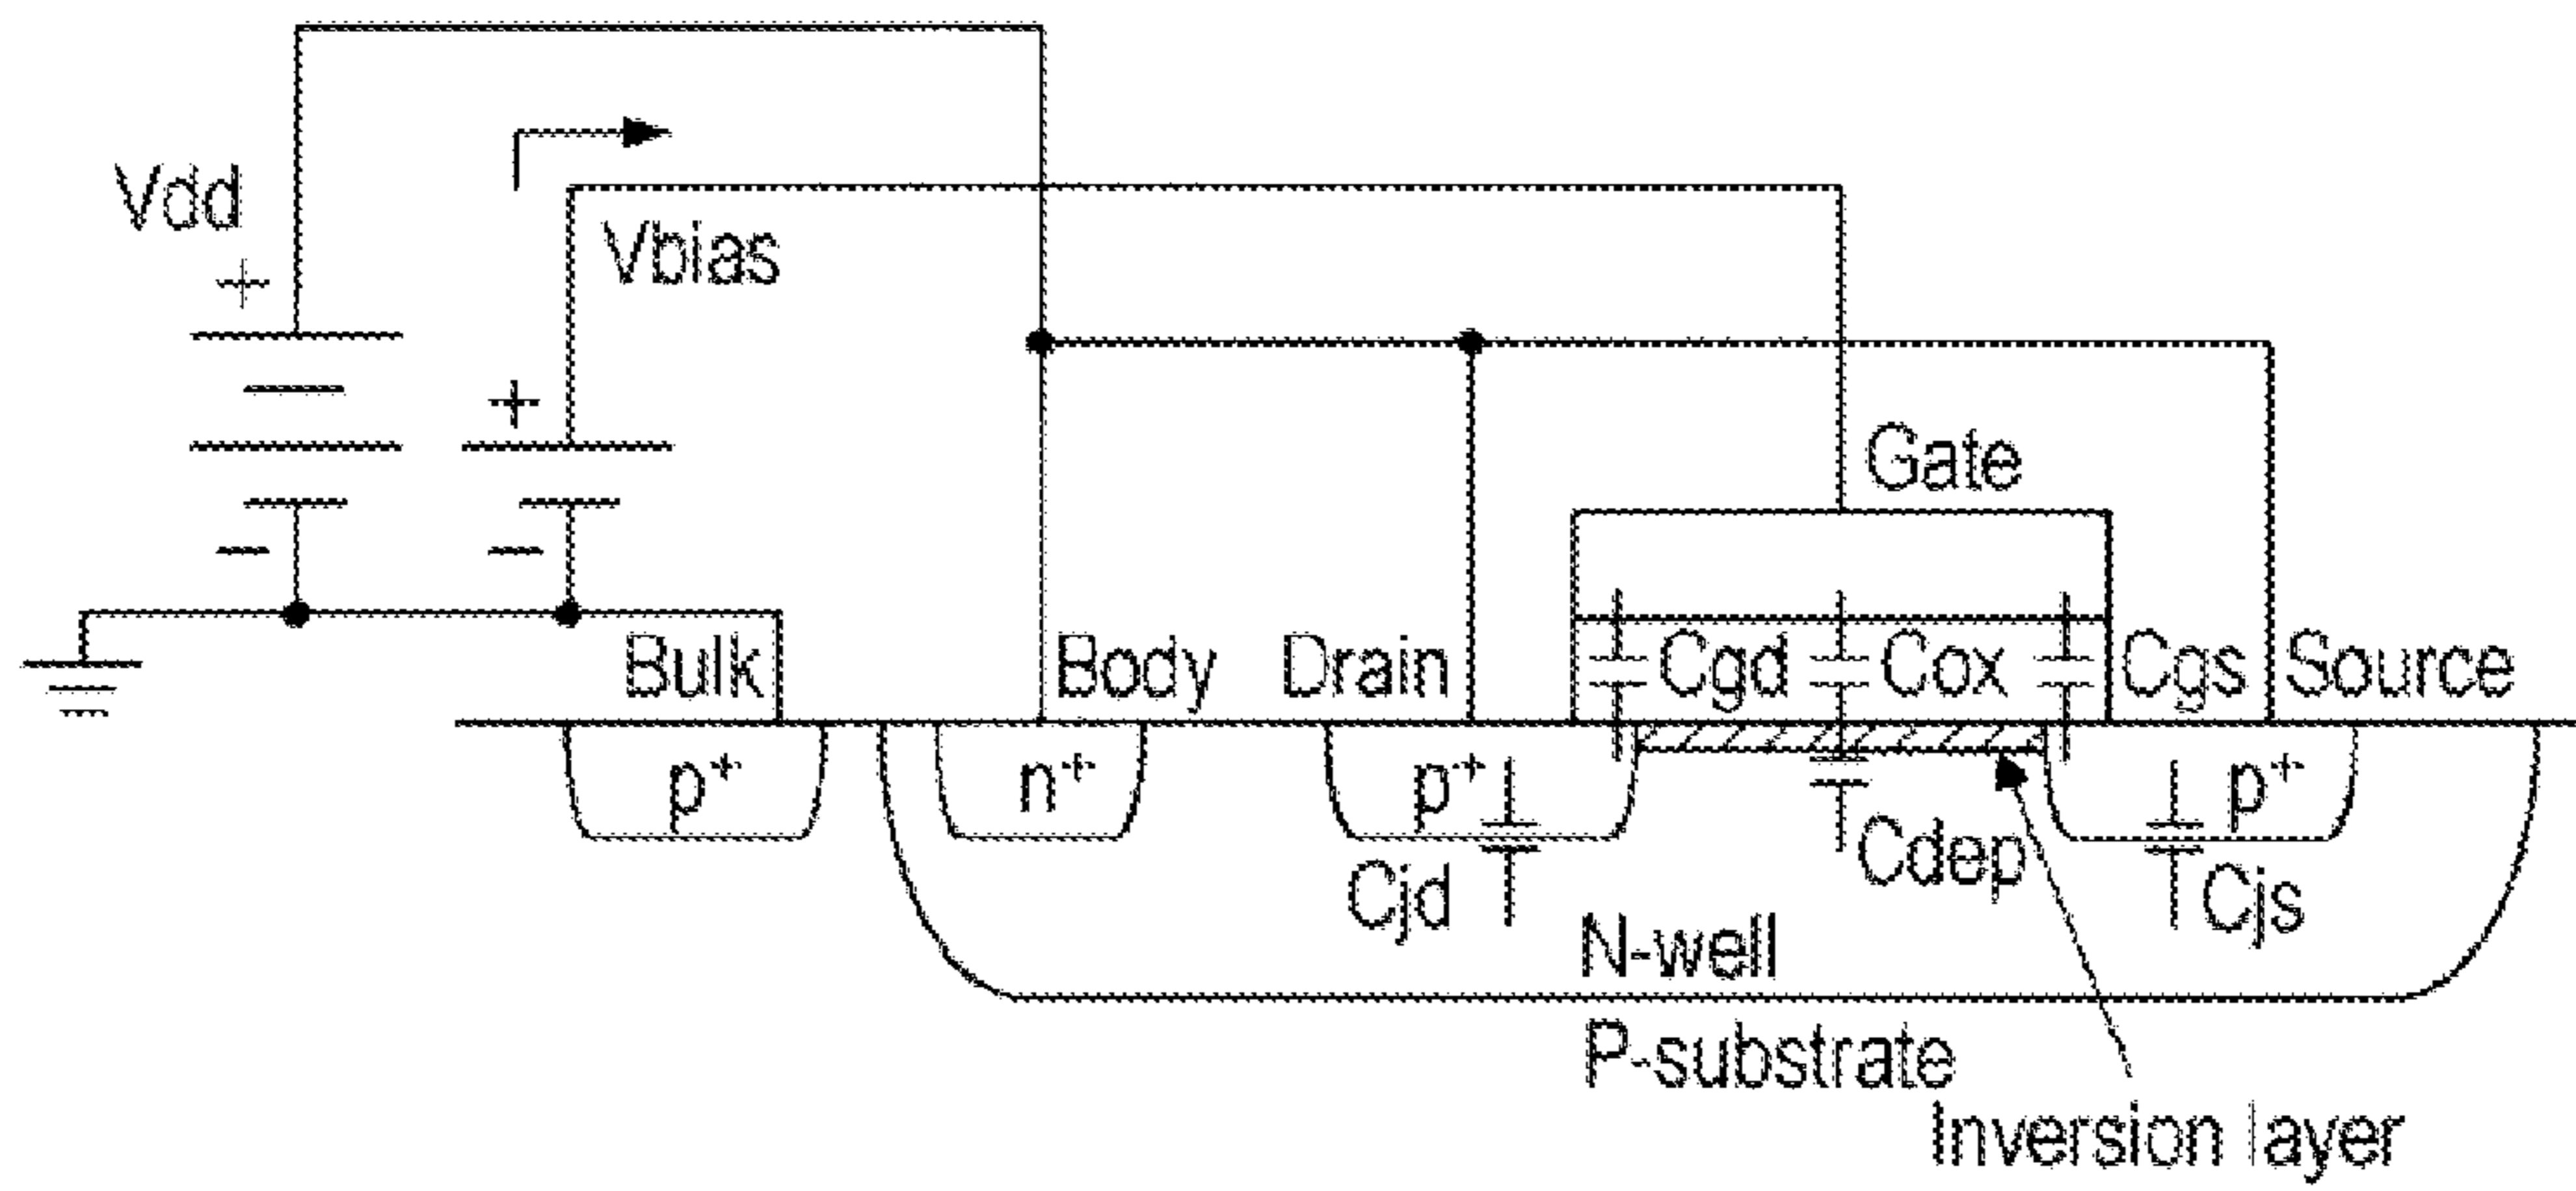 Vdd
+
Vbias
+
Gate
−
−
Bulk
Body
Drain
Cgd
Cox
Cgs
Source
p+
n+
p+
p+
Cjd
Cdep
Cjs
N-well
P-substrate
Inversion layer